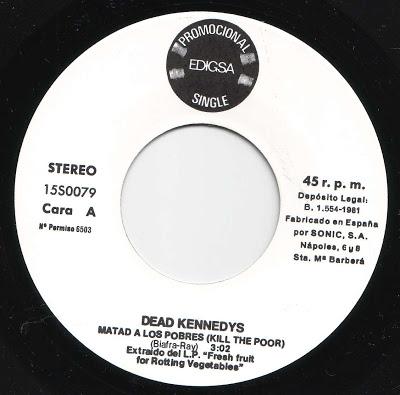 PROMOCIONAL
EDIGSA
SINGLE
STEREO
15S0079
Cara A
Nº Permiso 6503
45 r. p. m.
Depósito Legal:
B. 1.554-1981
Fabricado en España
por SONIC, S.A.
Nápoles, 6 y 8
Sta. Mª Barberá
DEAD KENNEDYS
MATAD A LOS POBRES (KILL THE POOR)
(Biafra-Ray) 3:02
Extraido del L.P. "Fresh fruit
for Rotting Vegetables"